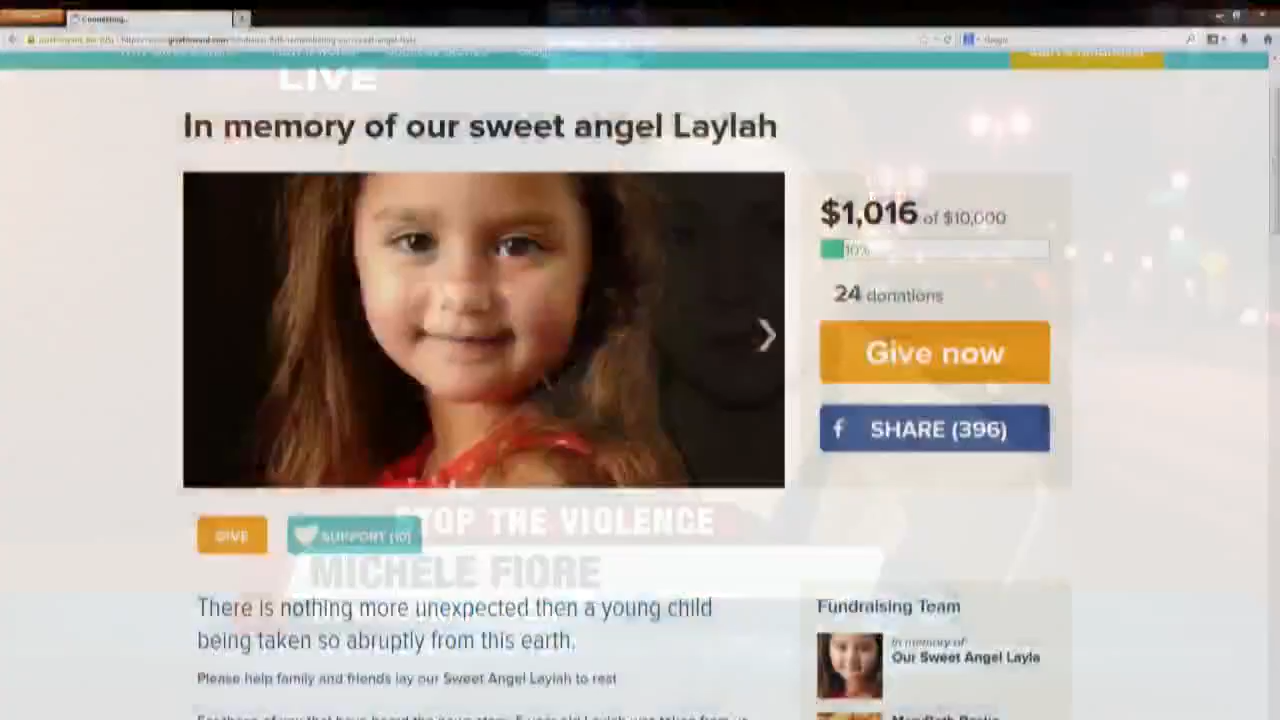 Connecting...
LIVE
In memory of our sweet angel Laylah
$1,016 of $10,000
10%
24 donations
Give now
f SHARE (396)
STOP THE VIOLENCE
GIVE
SUPPORT (10)
MICHELE FIORE
There is nothing more unexpected then a young child
being taken so abruptly from this earth.
Please help family and friends lay our Sweet Angel Laylah to rest
Fundraising Team
In memory of
Our Sweet Angel Layla